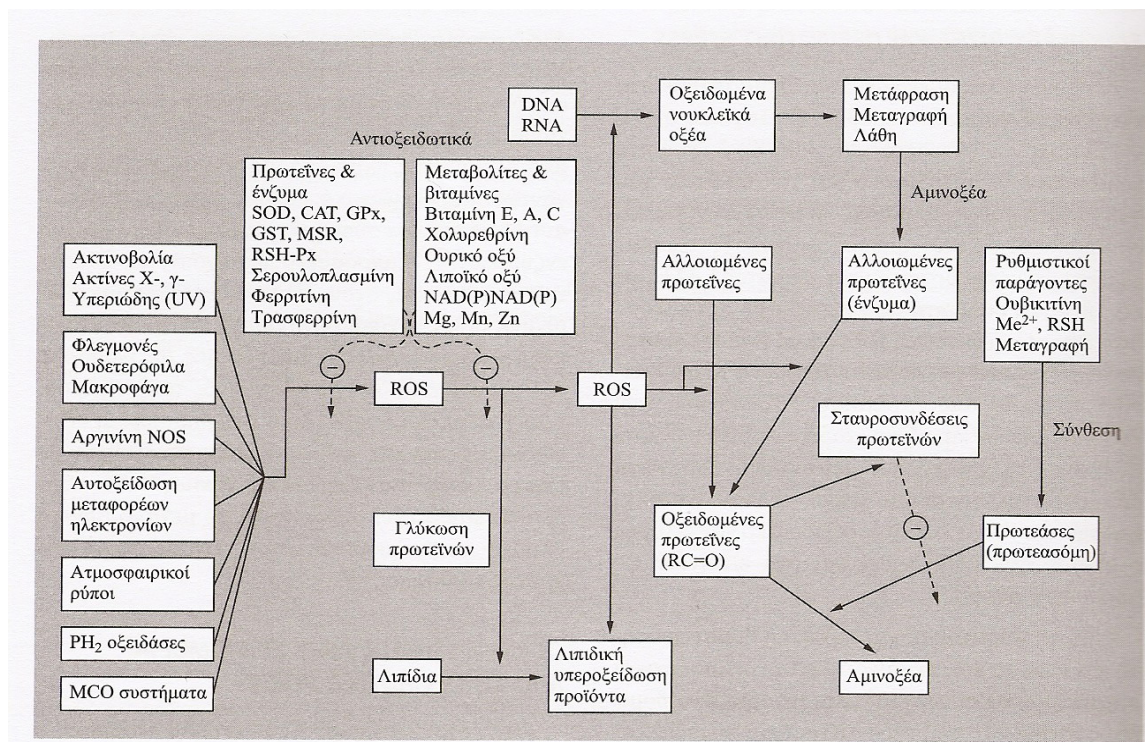 DNA
RNA
Οξειδωμένα
νουκλεϊκά
οξέα
Μετάφραση
Μεταγραφή
Λάθη
Αντιοξειδωτικά
Πρωτεΐνες &
ένζυμα
SOD, CAT, GPx,
GST, MSR,
RSH-Px
Σερουλοπλασμίνη
Φερριτίνη
Τρασφερρίνη
Μεταβολίτες &
βιταμίνες
Βιταμίνη E, A, C
Χολυρεθρίνη
Ουρικό οξύ
Λιποϊκό οξύ
NAD(P)NAD(P)
Mg, Mn, Zn
Αμινοξέα
Ακτινοβολία
Ακτίνες X-, γ-
Υπεριώδης (UV)
Αλλοιωμένες
πρωτεΐνες
Αλλοιωμένες
πρωτεΐνες
(ένζυμα)
Ρυθμιστικοί
παράγοντες
Ουβικιτίνη
Me2+, RSH
Μεταγραφή
Φλεγμονές
Ουδετερόφιλα
Μακροφάγα
−
−
ROS
ROS
Αργινίνη NOS
Σταυροσυνδέσεις
πρωτεϊνών
Σύνθεση
Αυτοξείδωση
μεταφορέων
ηλεκτρονίων
Γλύκωση
πρωτεϊνών
Οξειδωμένες
πρωτεΐνες
(RC=O)
−
Πρωτεάσες
(πρωτεασόμη)
Ατμοσφαιρικοί
ρύποι
PH2 οξειδάσες
MCO συστήματα
Λιπίδια
Λιπιδική
υπεροξείδωση
προϊόντα
Αμινοξέα